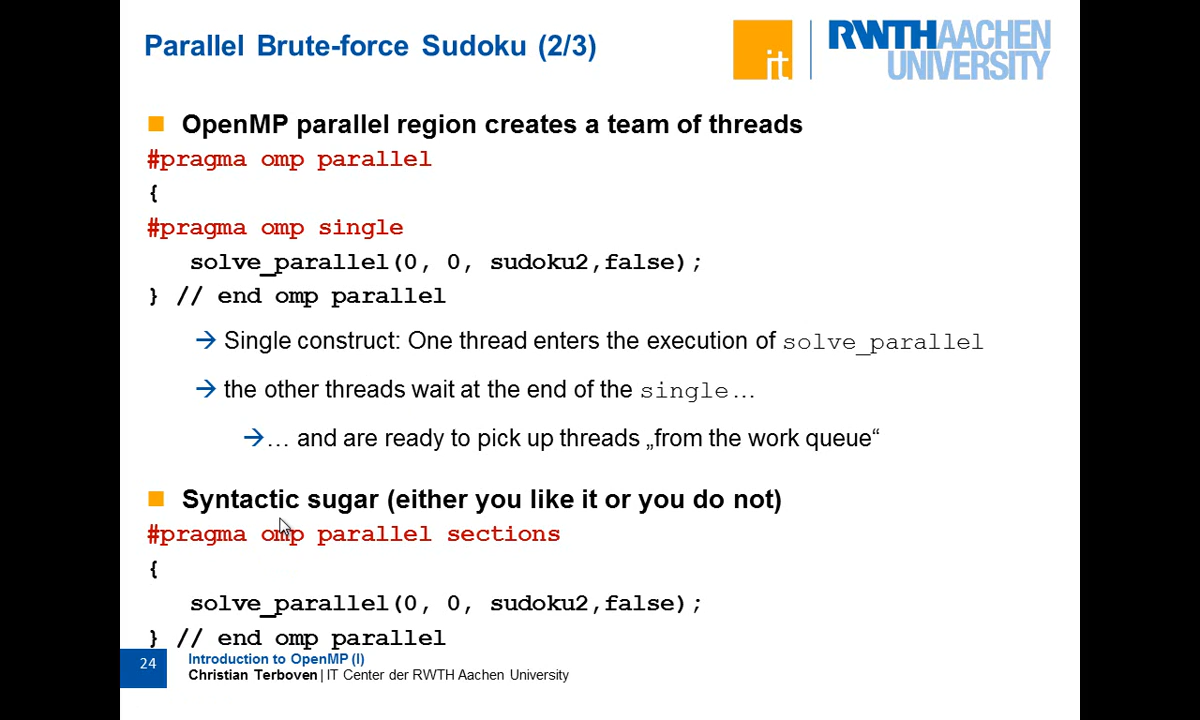 Parallel Brute-force Sudoku (2/3)
it
RWTHAACHEN
UNIVERSITY
OpenMP parallel region creates a team of threads
#pragma omp parallel
{
#pragma omp single
solve_parallel(0, 0, sudoku2,false);
} // end omp parallel
→ Single construct: One thread enters the execution of solve_parallel
→ the other threads wait at the end of the single…
→… and are ready to pick up threads „from the work queue“
Syntactic sugar (either you like it or you do not)
#pragma omp parallel sections
{
solve_parallel(0, 0, sudoku2,false);
} // end omp parallel
24
Introduction to OpenMP (I)
Christian Terboven | IT Center der RWTH Aachen University